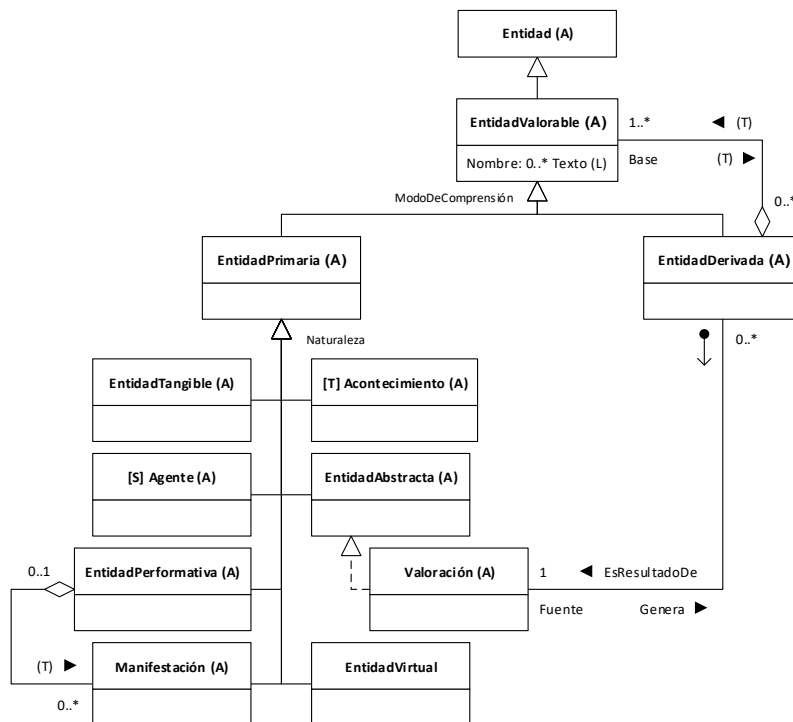 Entidad (A)
EntidadValorable (A)
1..*
(T)
Nombre: 0..* Texto (L)
Base
(T)
ModoDeComprensión
0..*
EntidadPrimaria (A)
EntidadDerivada (A)
Naturaleza
0..*
EntidadTangible (A)
[T] Acontecimiento (A)
[S] Agente (A)
EntidadAbstracta (A)
0..1
EntidadPerformativa (A)
Valoración (A)
1
EsResultadoDe
Fuente
Genera
(T)
Manifestación (A)
EntidadVirtual
0..*